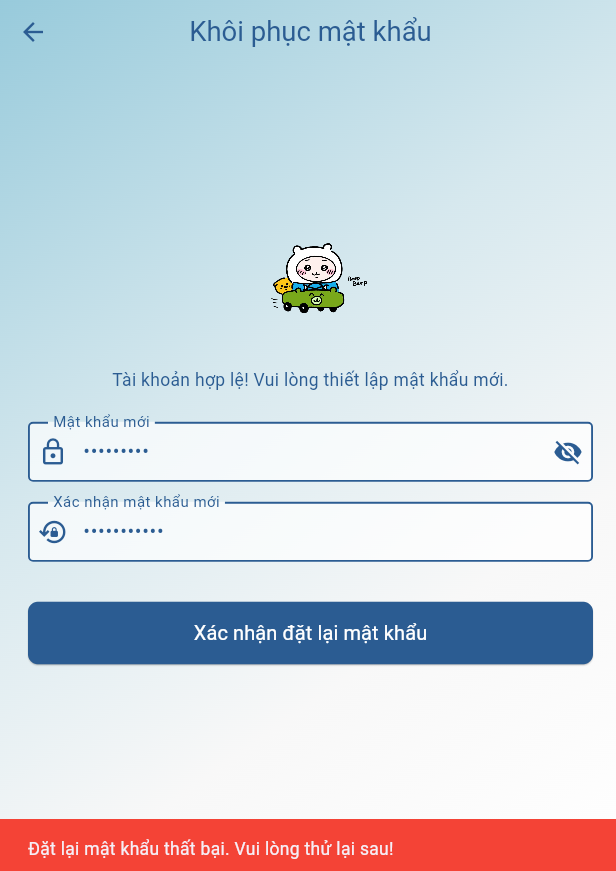 Khôi phục mật khẩu
Tài khoản hợp lệ! Vui lòng thiết lập mật khẩu mới.
Mật khẩu mới
•••••••••
Xác nhận mật khẩu mới
•••••••••••
Xác nhận đặt lại mật khẩu
Đặt lại mật khẩu thất bại. Vui lòng thử lại sau!